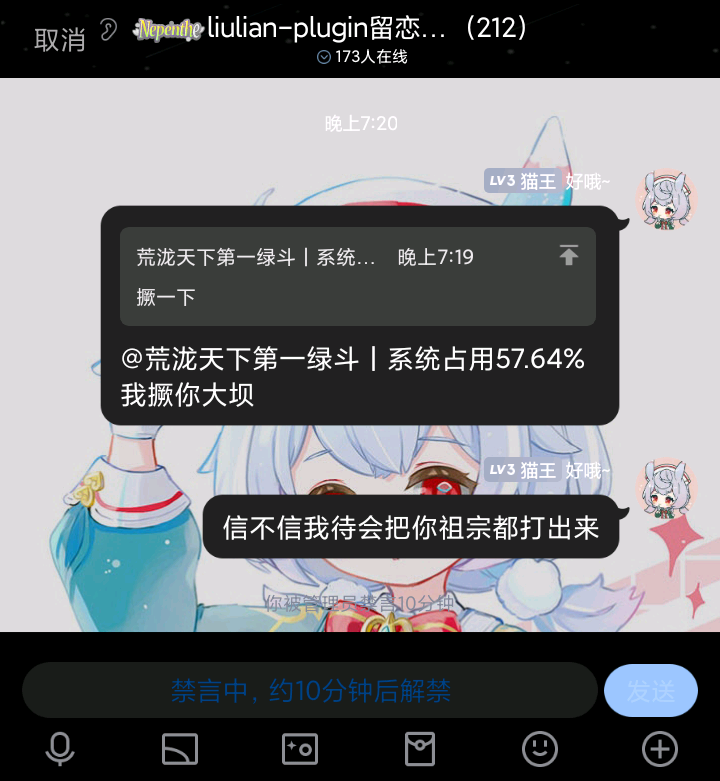 取消 Nepenthe liulian-plugin留恋… （212）
173人在线
晚上7:20
LV3 猫王 好哦~
荒泷天下第一绿斗丨系统… 晚上7:19
撅一下
@荒泷天下第一绿斗丨系统占用57.64%
我撅你大坝
LV3 猫王 好哦~
信不信我待会把你祖宗都打出来
你被管理员禁言10分钟
禁言中，约10分钟后解禁
发送